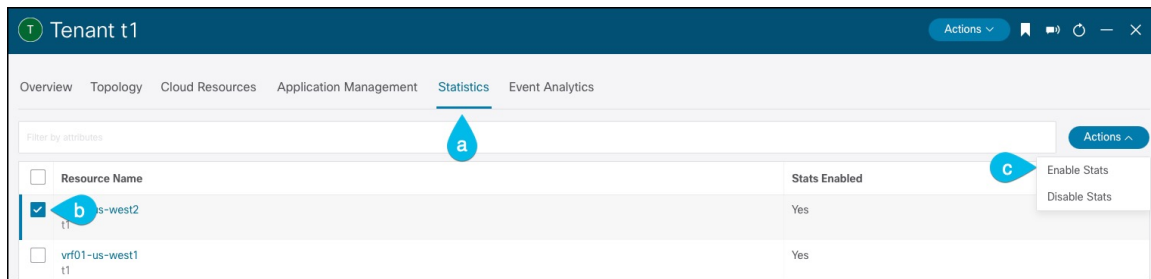 T Tenant t1 Actions
Overview Topology Cloud Resources Application Management Statistics Event Analytics
Filter by attributes a Actions
Resource Name Stats Enabled c Enable Stats
Disable Stats
b s-west2 Yes
t1
vrf01-us-west1 Yes
t1